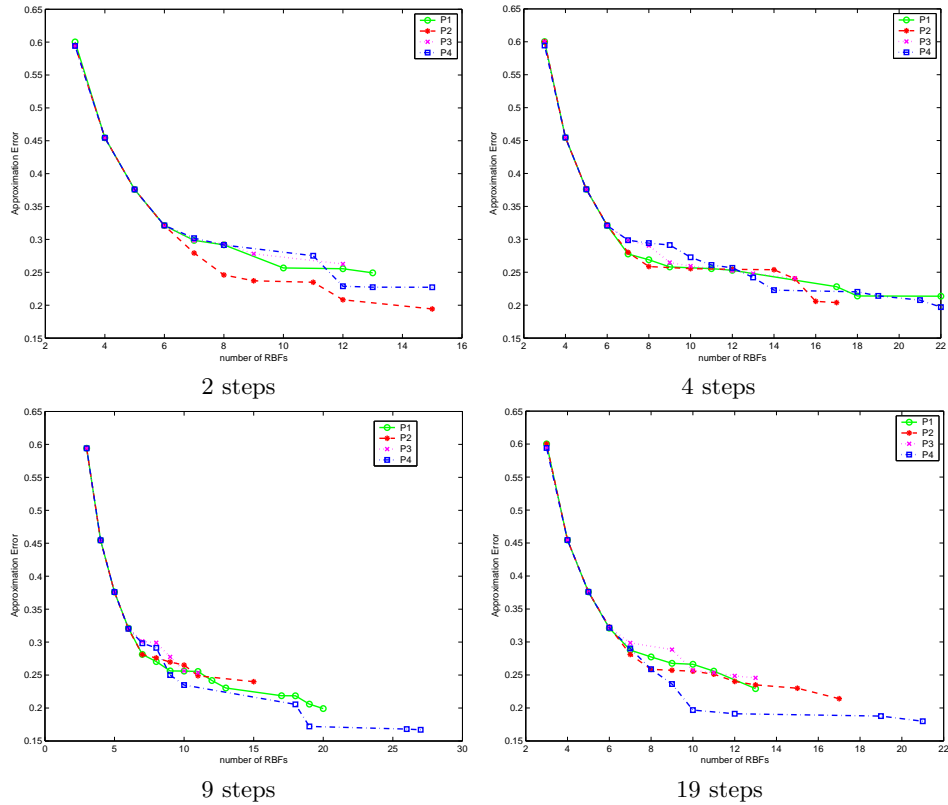 0.65
0.6
0.55
0.5
0.45
0.4
0.35
0.3
0.25
0.2
0.15
Approximation Error
2 4 6 8 10 12 14 16
number of RBFs
P1
P2
P3
P4
2 steps
0.65
0.6
0.55
0.5
0.45
0.4
0.35
0.3
0.25
0.2
0.15
Approximation Error
2 4 6 8 10 12 14 16 18 20 22
number of RBFs
P1
P2
P3
P4
4 steps
0.65
0.6
0.55
0.5
0.45
0.4
0.35
0.3
0.25
0.2
0.15
Approximation Error
0 5 10 15 20 25 30
number of RBFs
P1
P2
P3
P4
9 steps
0.65
0.6
0.55
0.5
0.45
0.4
0.35
0.3
0.25
0.2
0.15
Approximation Error
2 4 6 8 10 12 14 16 18 20 22
number of RBFs
P1
P2
P3
P4
19 steps